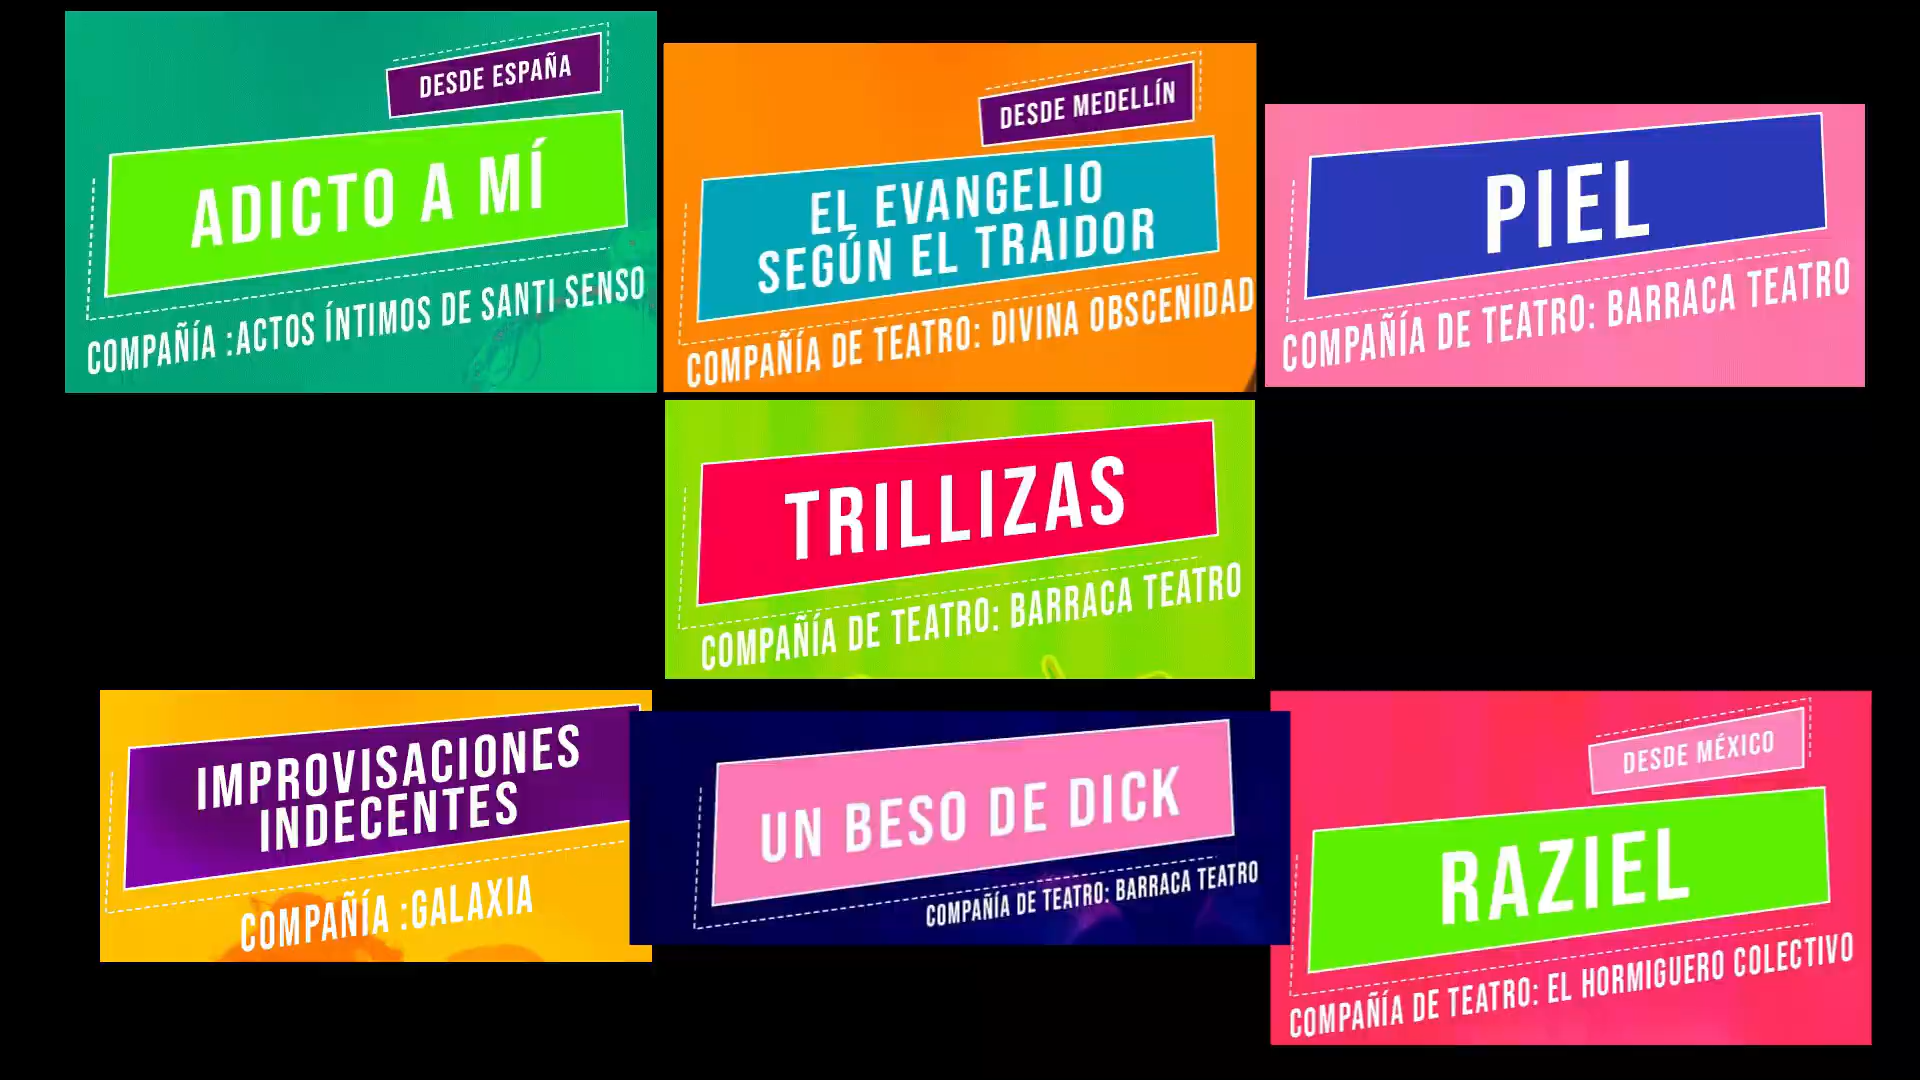 DESDE ESPAÑA
ADICTO A MÍ
COMPAÑÍA :ACTOS ÍNTIMOS DE SANTI SENSO
DESDE MEDELLÍN
EL EVANGELIO
SEGÚN EL TRAIDOR
COMPAÑÍA DE TEATRO: DIVINA OBSCENIDAD
PIEL
COMPAÑÍA DE TEATRO: BARRACA TEATRO
TRILLIZAS
COMPAÑÍA DE TEATRO: BARRACA TEATRO
IMPROVISACIONES
INDECENTES
COMPAÑÍA :GALAXIA
UN BESO DE DICK
COMPAÑÍA DE TEATRO: BARRACA TEATRO
DESDE MÉXICO
RAZIEL
COMPAÑÍA DE TEATRO: EL HORMIGUERO COLECTIVO